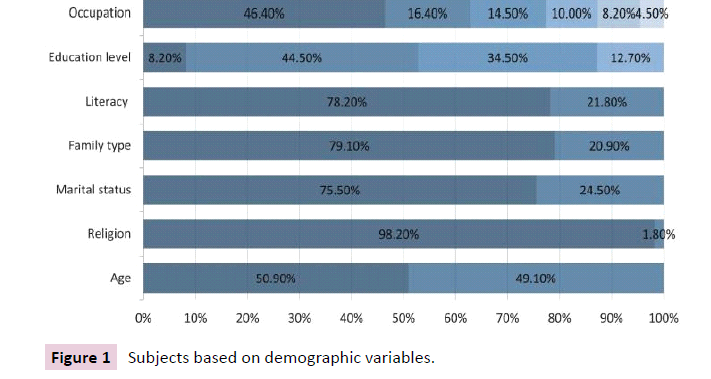 Occupation 46.40% 16.40% 14.50% 10.00% 8.20% 4.50%
Education level 8.20% 44.50% 34.50% 12.70%
Literacy 78.20% 21.80%
Family type 79.10% 20.90%
Marital status 75.50% 24.50%
Religion 98.20% 1.80%
Age 50.90% 49.10%
0% 10% 20% 30% 40% 50% 60% 70% 80% 90% 100%
Figure 1 Subjects based on demographic variables.